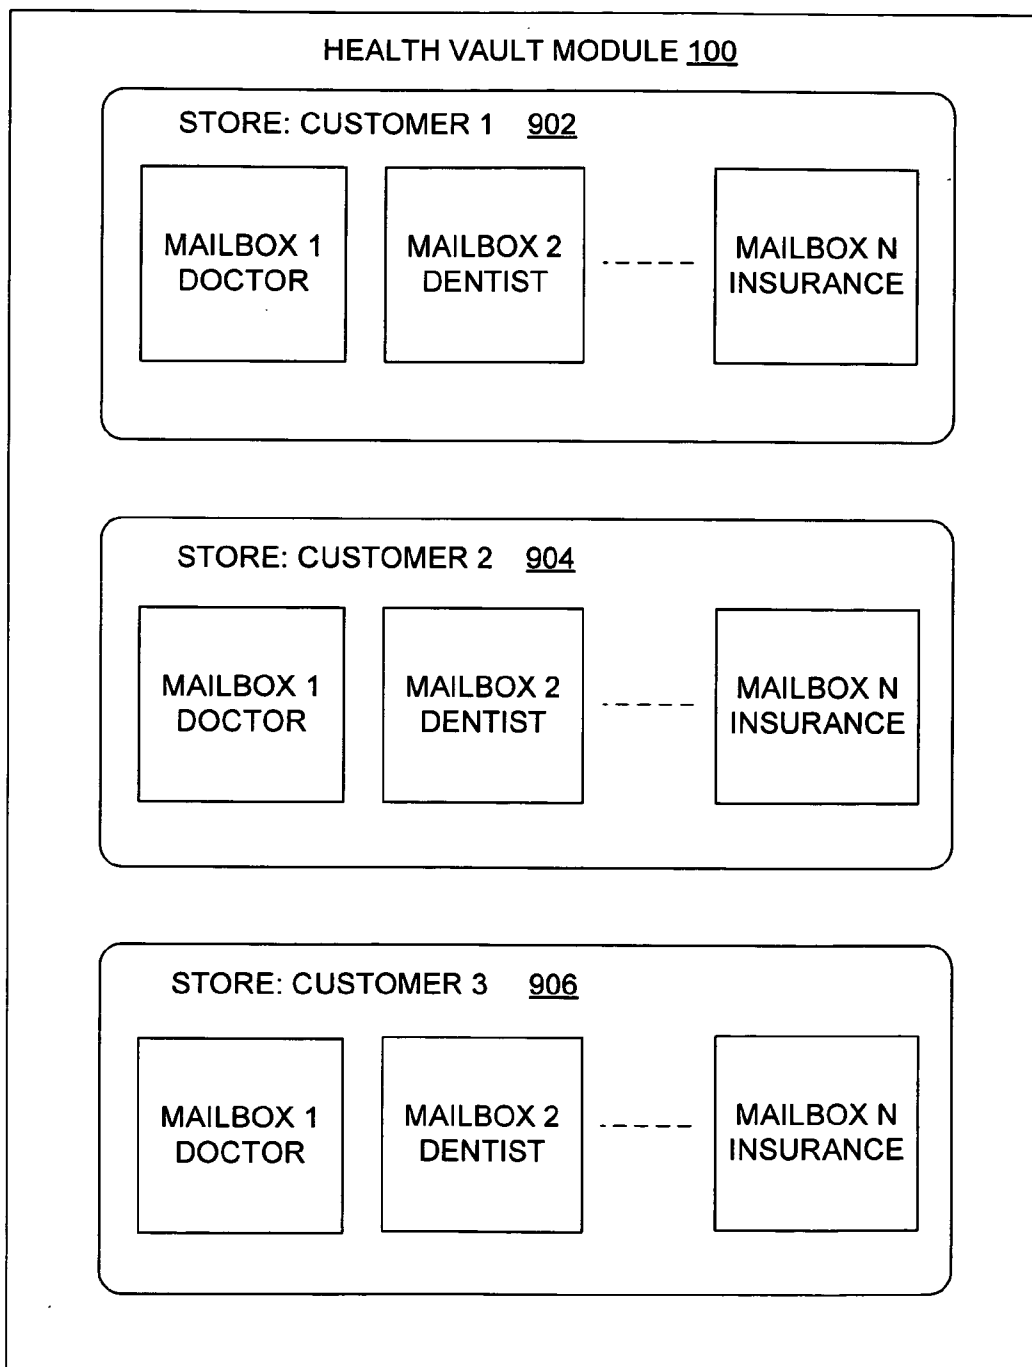 HEALTH VAULT MODULE 100
STORE: CUSTOMER 1 902
MAILBOX 1
DOCTOR
MAILBOX 2
DENTIST
MAILBOX N
INSURANCE
STORE: CUSTOMER 2 904
MAILBOX 1
DOCTOR
MAILBOX 2
DENTIST
MAILBOX N
INSURANCE
STORE: CUSTOMER 3 906
MAILBOX 1
DOCTOR
MAILBOX 2
DENTIST
MAILBOX N
INSURANCE